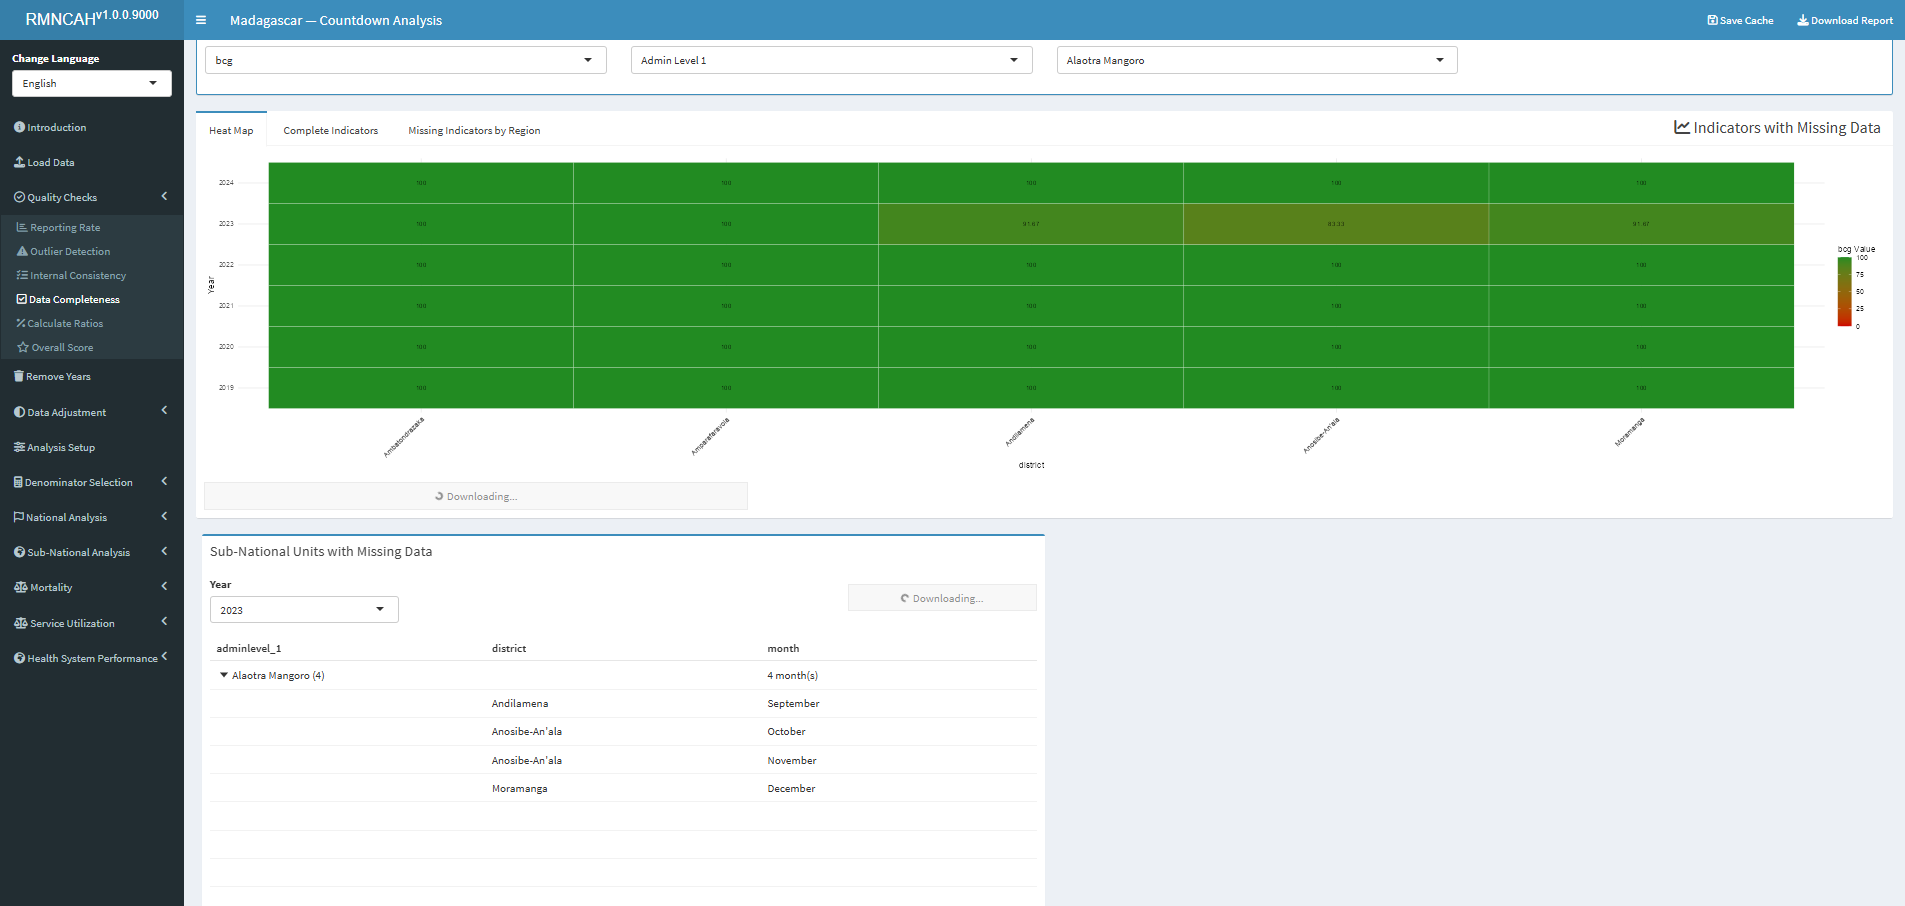 RMNCAHv1.0.0.9000
Madagascar — Countdown Analysis
Save Cache
Download Report
Change Language
English
Introduction
Load Data
Quality Checks
Reporting Rate
Outlier Detection
Internal Consistency
Data Completeness
Calculate Ratios
Overall Score
Remove Years
Data Adjustment
Analysis Setup
Denominator Selection
National Analysis
Sub-National Analysis
Mortality
Service Utilization
Health System Performance
bcg
Admin Level 1
Alaotra Mangoro
Heat Map
Complete Indicators
Missing Indicators by Region
Indicators with Missing Data
Year
2024 100 100 100 100 100
2023 100 100 91.67 83.33 91.67
2022 100 100 100 100 100
2021 100 100 100 100 100
2020 100 100 100 100 100
2019 100 100 100 100 100
Ambatondrazaka
Amparafaravola
Andilamena
Anosibe-An'ala
Moramanga
district
bcg Value
100
75
50
25
0
Downloading...
Sub-National Units with Missing Data
Year
2023
Downloading...
adminlevel_1 district month
Alaotra Mangoro (4) 4 month(s)
Andilamena September
Anosibe-An'ala October
Anosibe-An'ala November
Moramanga December